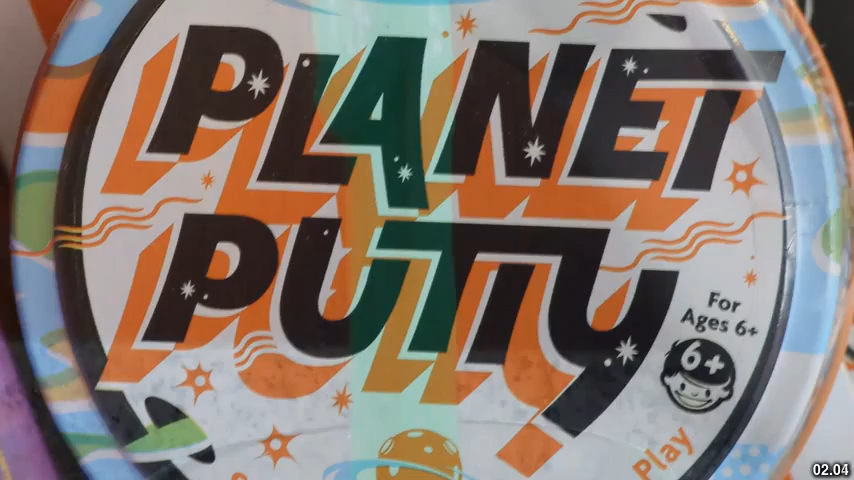 PLANET
PUTTY
For
Ages 6+
6+
Play
02.04